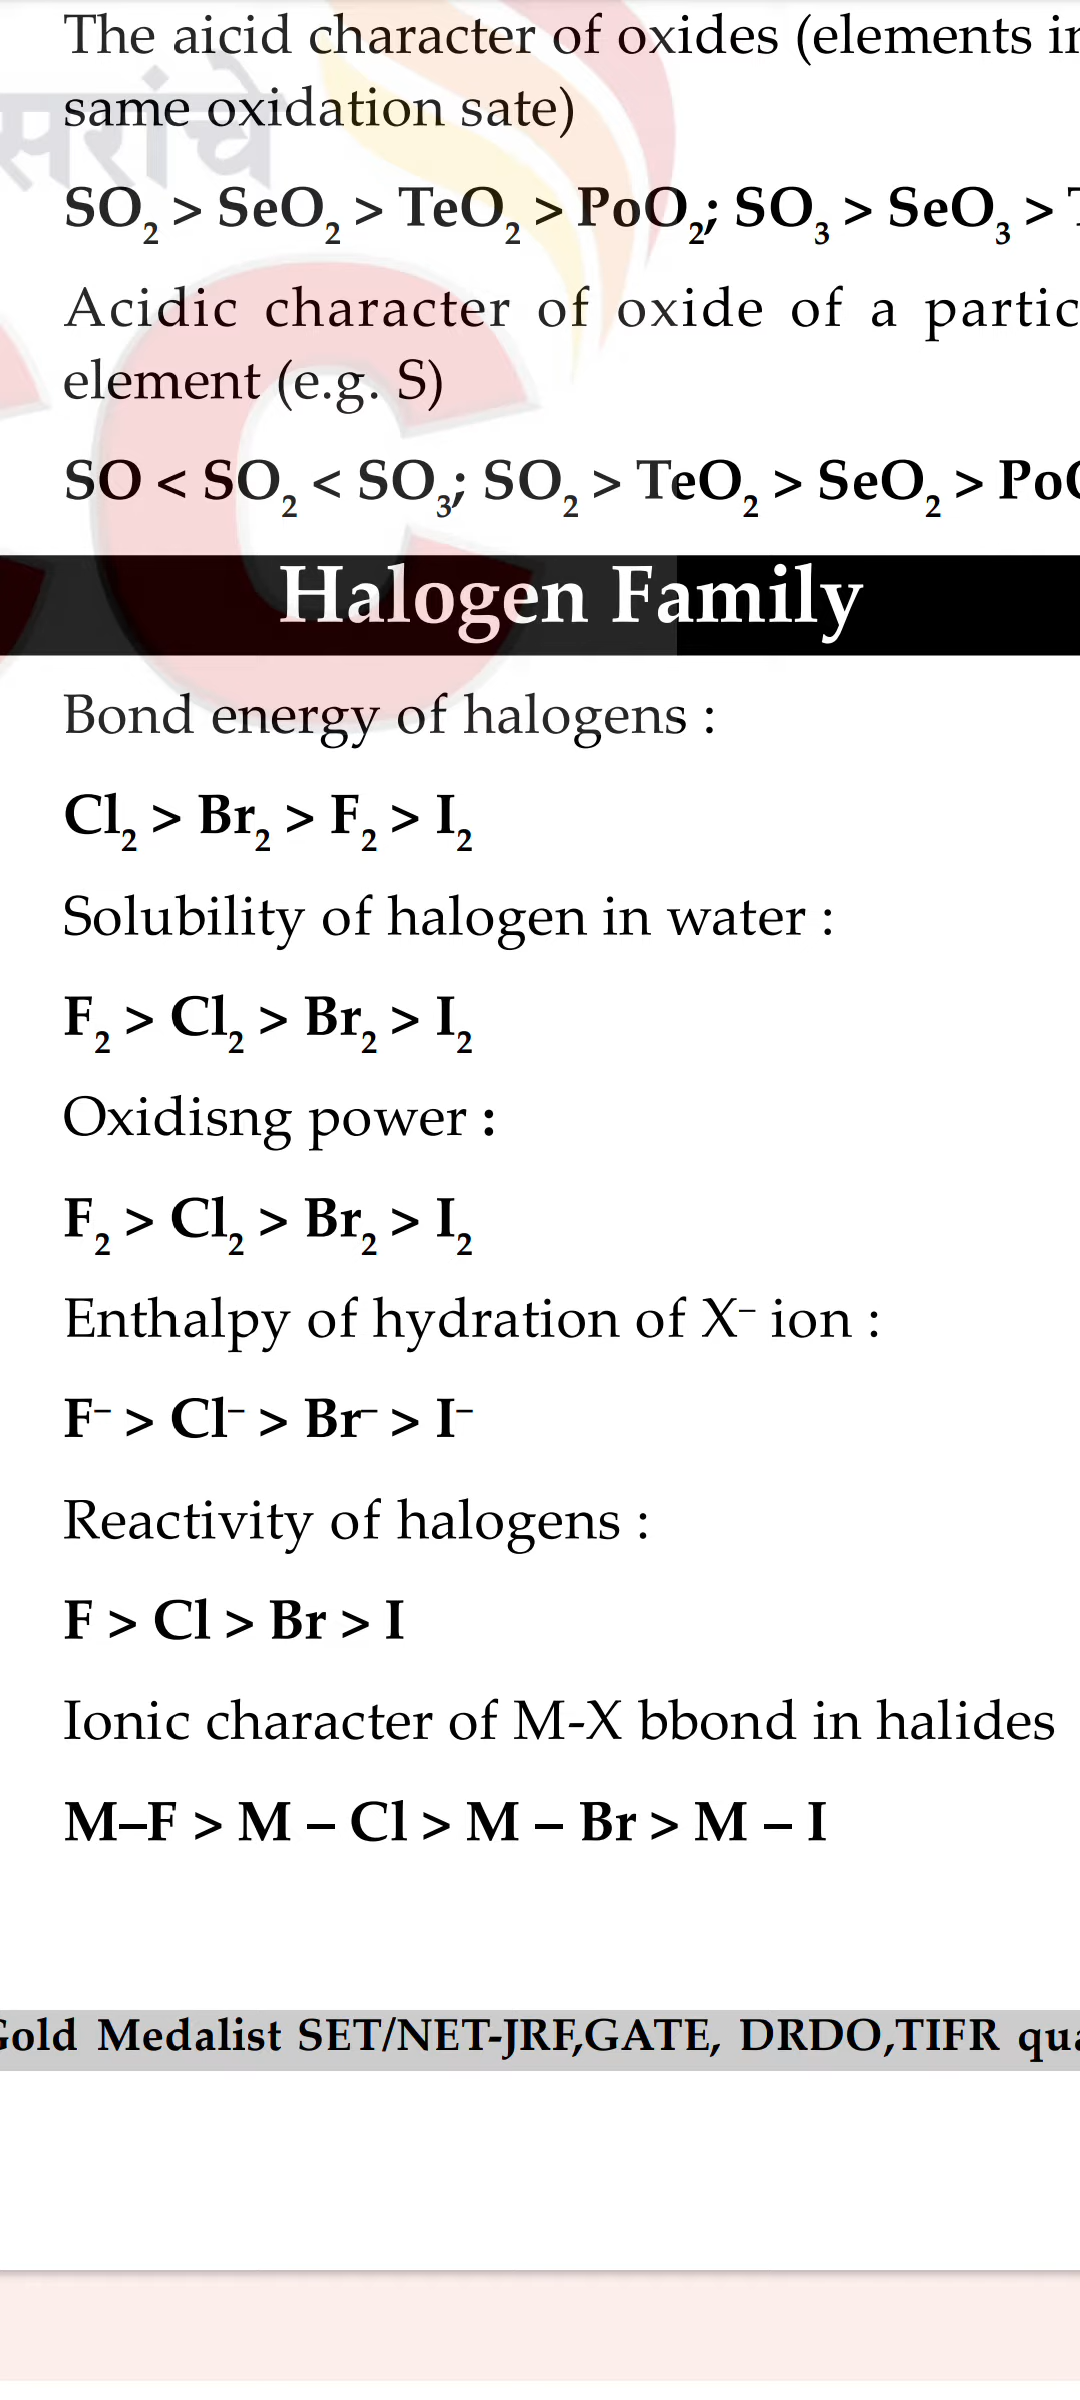 The aicid character of oxides (elements in
same oxidation sate)
सरांचे
SO₂ > SeO₂ > TeO₂ > PoO₂; SO₃ > SeO₃ > T
Acidic character of oxide of a partic
element (e.g. S)
SO < SO₂ < SO₃; SO₂ > TeO₂ > SeO₂ > PoO
Halogen Family
Bond energy of halogens :
Cl₂ > Br₂ > F₂ > I₂
Solubility of halogen in water :
F₂ > Cl₂ > Br₂ > I₂
Oxidisng power :
F₂ > Cl₂ > Br₂ > I₂
Enthalpy of hydration of X⁻ ion :
F⁻ > Cl⁻ > Br⁻ > I⁻
Reactivity of halogens :
F > Cl > Br > I
Ionic character of M-X bbond in halides
M–F > M – Cl > M – Br > M – I
Gold Medalist SET/NET-JRF,GATE, DRDO,TIFR qua